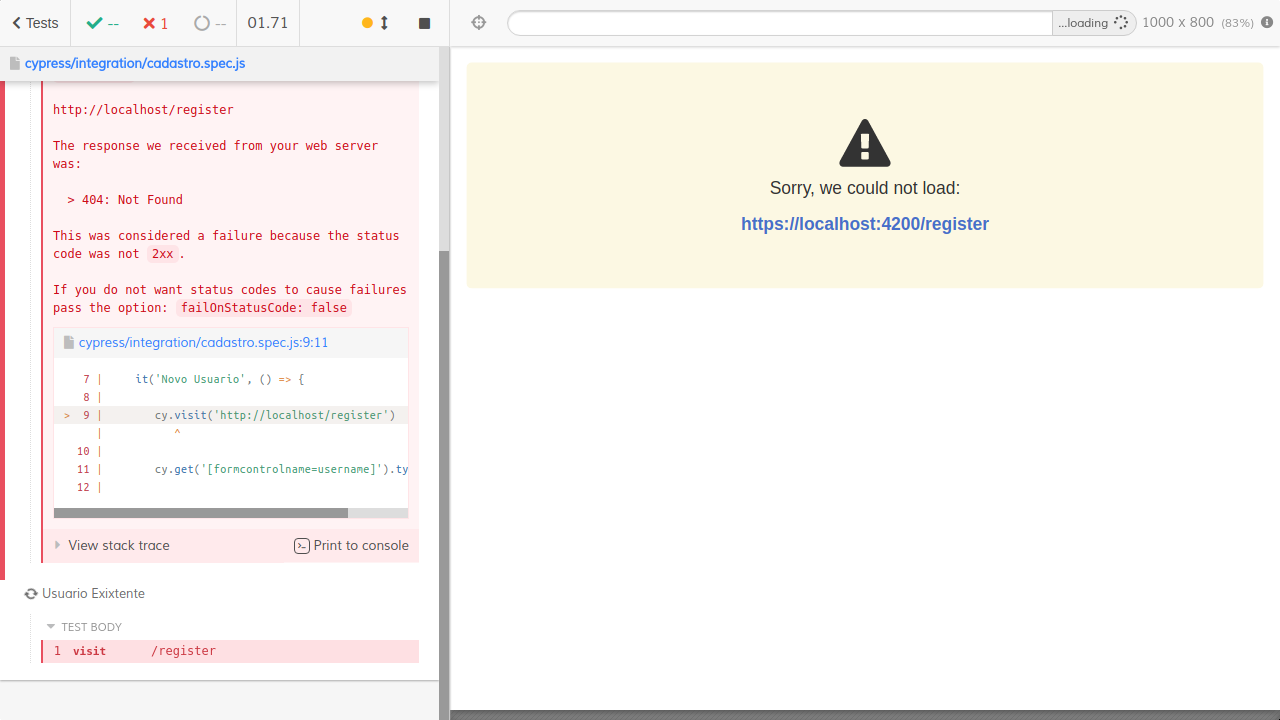 Tests
--
1
--
01.71
...loading
1000 x 800 (83%)
cypress/integration/cadastro.spec.js
http://localhost/register
The response we received from your web server
was:
> 404: Not Found
This was considered a failure because the status
code was not 2xx.
If you do not want status codes to cause failures
pass the option: failOnStatusCode: false
cypress/integration/cadastro.spec.js:9:11
7 | it('Novo Usuario', () => {
8 |
> 9 | cy.visit('http://localhost/register')
| ^
10 |
11 | cy.get('[formcontrolname=username]').ty
12 |
View stack trace
Print to console
Usuario Exixtente
TEST BODY
1 visit /register
Sorry, we could not load:
https://localhost:4200/register